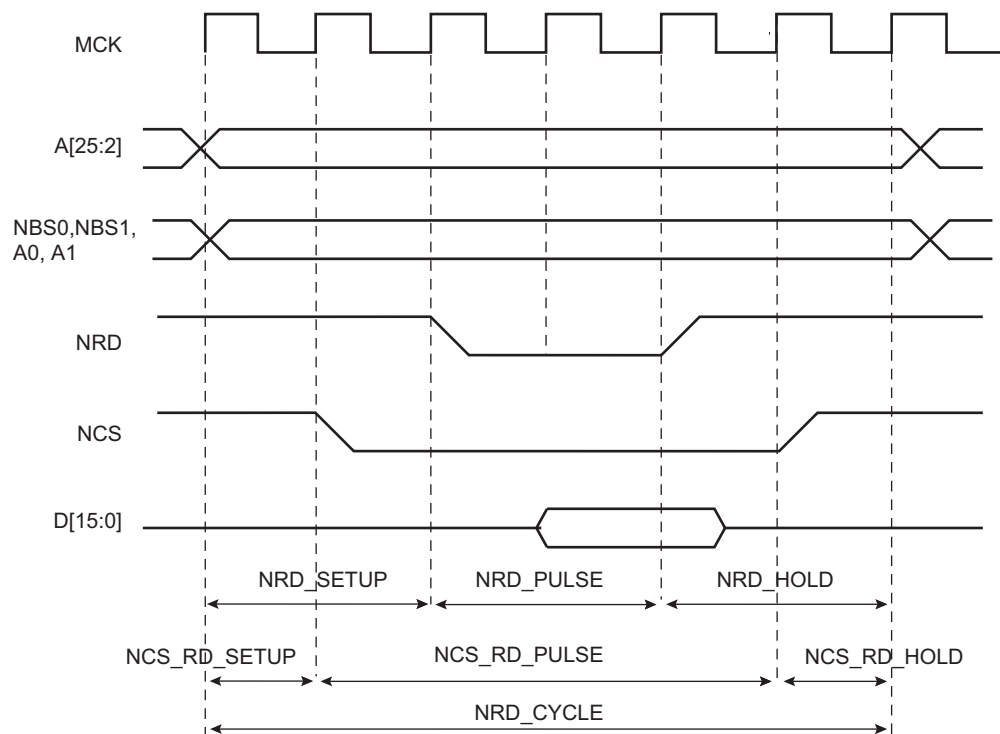 MCK
A[25:2]
NBS0,NBS1,
A0, A1
NRD
NCS
D[15:0]
NRD_SETUP NRD_PULSE NRD_HOLD
NCS_RD_SETUP NCS_RD_PULSE NCS_RD_HOLD
NRD_CYCLE